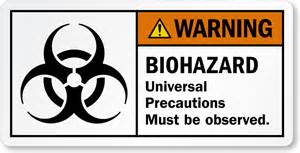 WARNING
BIOHAZARD
Universal
Precautions
Must be observed.